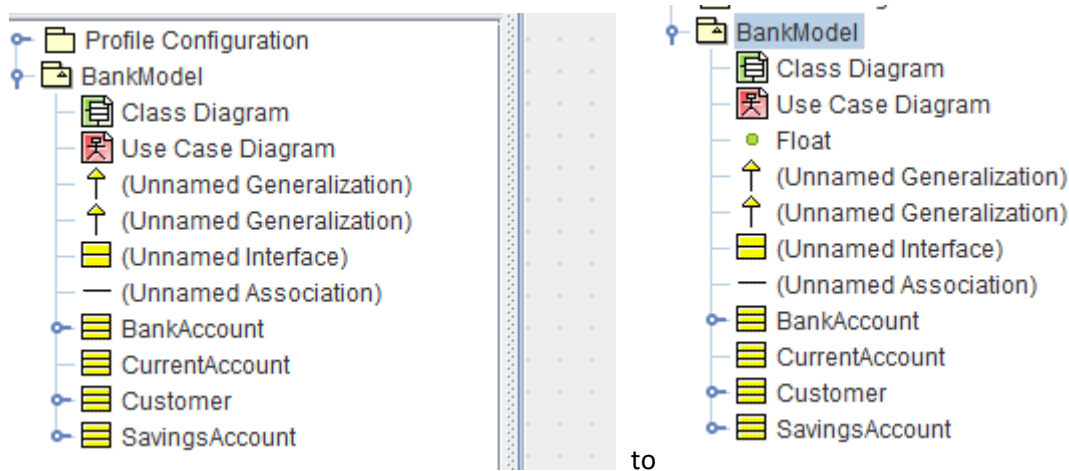 Profile Configuration
BankModel
Class Diagram
Use Case Diagram
(Unnamed Generalization)
(Unnamed Generalization)
(Unnamed Interface)
(Unnamed Association)
BankAccount
CurrentAccount
Customer
SavingsAccount
to
BankModel
Class Diagram
Use Case Diagram
Float
(Unnamed Generalization)
(Unnamed Generalization)
(Unnamed Interface)
(Unnamed Association)
BankAccount
CurrentAccount
Customer
SavingsAccount